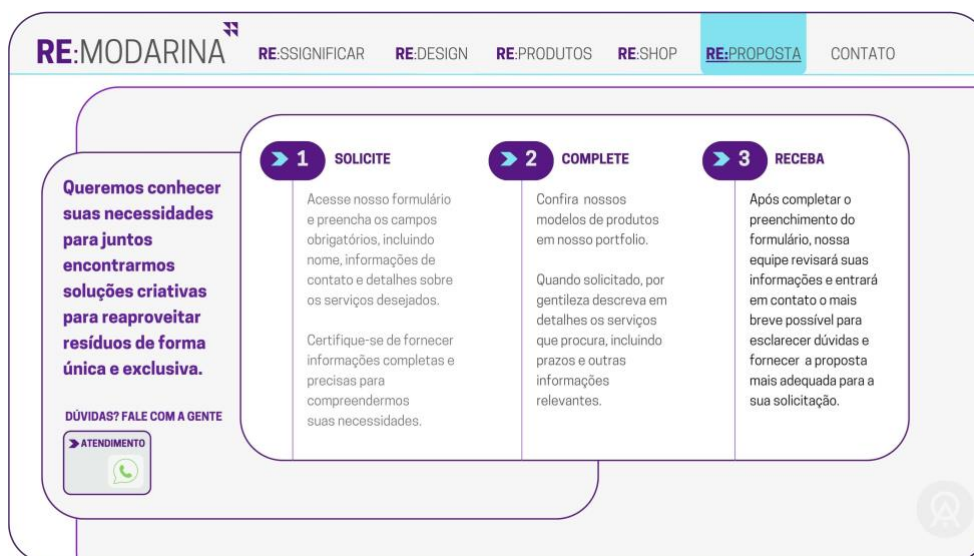 RE:MODARINA
RE:SSIGNIFICAR
RE:DESIGN
RE:PRODUTOS
RE:SHOP
RE:PROPOSTA
CONTATO
Queremos conhecer
suas necessidades
para juntos
encontrarmos
soluções criativas
para reaproveitar
resíduos de forma
única e exclusiva.
DÚVIDAS? FALE COM A GENTE
ATENDIMENTO
1 SOLICITE
Acesse nosso formulário
e preencha os campos
obrigatórios, incluindo
nome, informações de
contato e detalhes sobre
os serviços desejados.
Certifique-se de fornecer
informações completas e
precisas para
compreendermos
suas necessidades.
2 COMPLETE
Confira nossos
modelos de produtos
em nosso portfolio.
Quando solicitado, por
gentileza descreva em
detalhes os serviços
que procura, incluindo
prazos e outras
informações
relevantes.
3 RECEBA
Após completar o
preenchimento do
formulário, nossa
equipe revisará suas
informações e entrará
em contato o mais
breve possível para
esclarecer dúvidas e
fornecer a proposta
mais adequada para a
sua solicitação.